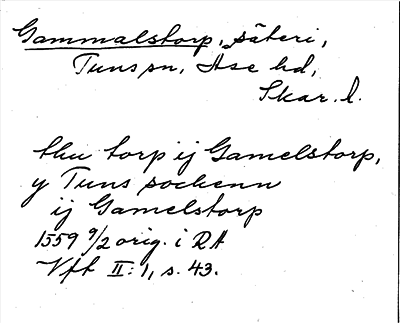 Gammalstorp, säteri,
Tuns sn, Åse hd,
Skar. l.
thu torp ij Gamelstorp,
y Tuns sockenn
ij Gamelstorp
1559 9/2 orig. i RA
Vft II: 1, s. 43.